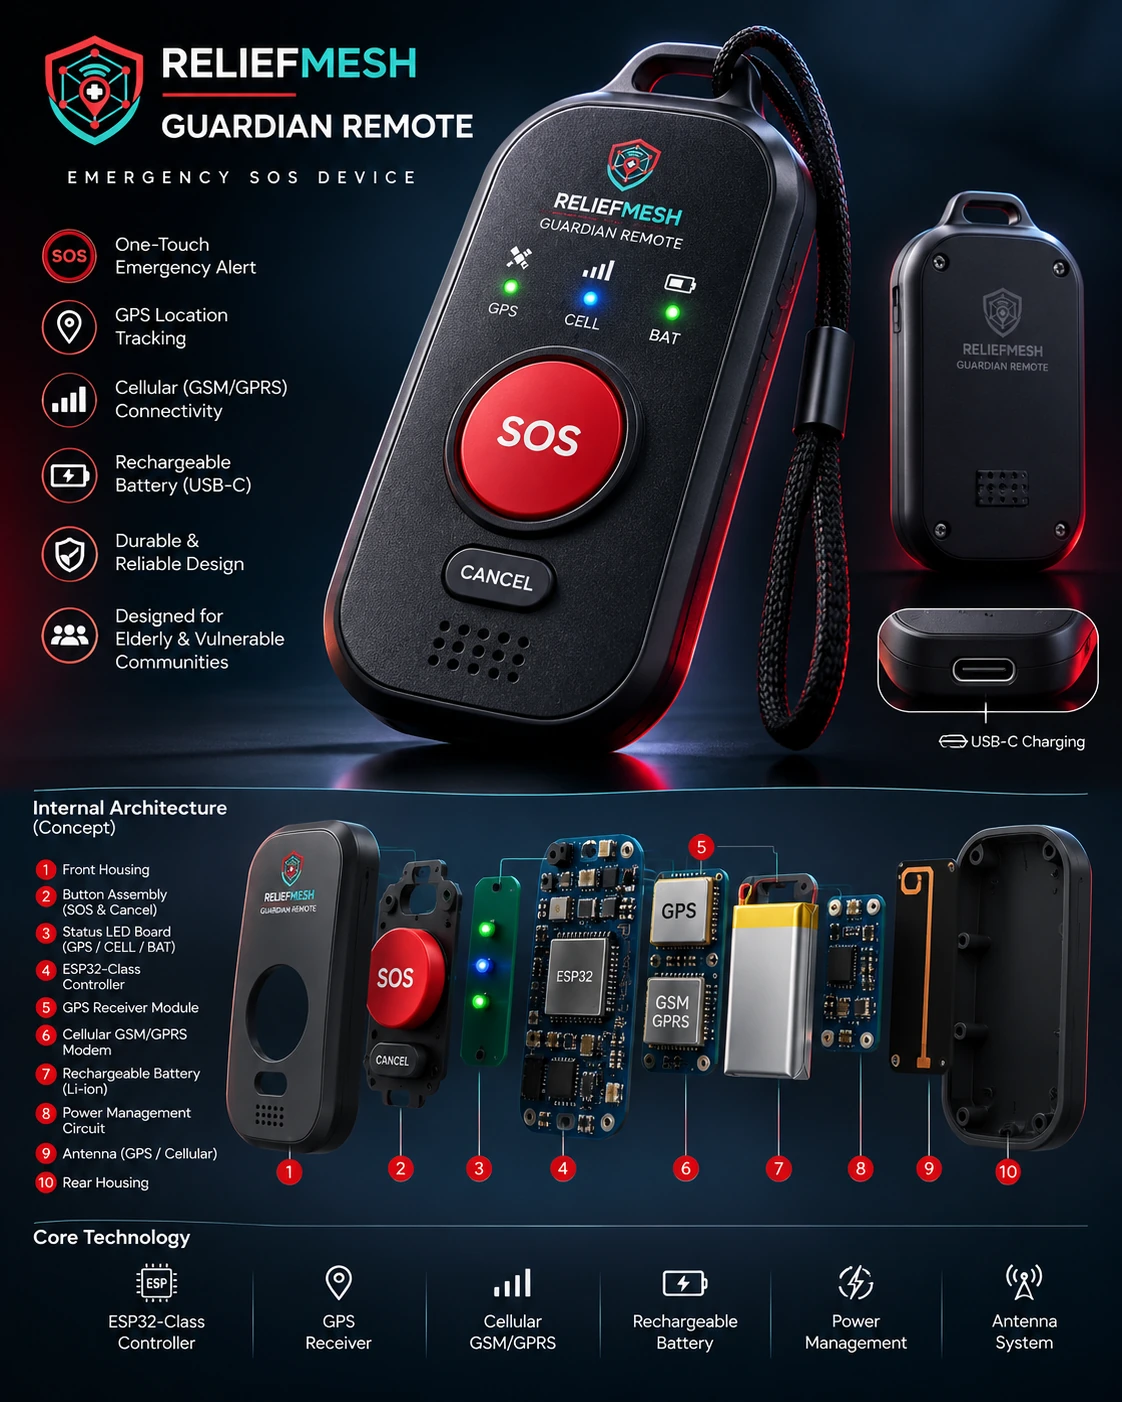 RELIEFMESH
GUARDIAN REMOTE
EMERGENCY SOS DEVICE
SOS
One-Touch
Emergency Alert
GPS Location
Tracking
Cellular (GSM/GPRS)
Connectivity
Rechargeable
Battery (USB-C)
Durable &
Reliable Design
Designed for
Elderly & Vulnerable
Communities
RELIEFMESH
GUARDIAN REMOTE
GPS
CELL
BAT
SOS
CANCEL
RELIEFMESH
GUARDIAN REMOTE
USB-C Charging
Internal Architecture
(Concept)
1 Front Housing
2 Button Assembly
(SOS & Cancel)
3 Status LED Board
(GPS / CELL / BAT)
4 ESP32-Class
Controller
5 GPS Receiver Module
6 Cellular GSM/GPRS
Modem
7 Rechargeable Battery
(Li-ion)
8 Power Management
Circuit
9 Antenna (GPS / Cellular)
10 Rear Housing
RELIEFMESH
GUARDIAN REMOTE
SOS
CANCEL
ESP32
5
GPS
GSM
GPRS
1
2
3
4
6
7
8
9
10
Core Technology
ESP
ESP32-Class
Controller
GPS
Receiver
Cellular
GSM/GPRS
Rechargeable
Battery
Power
Management
Antenna
System